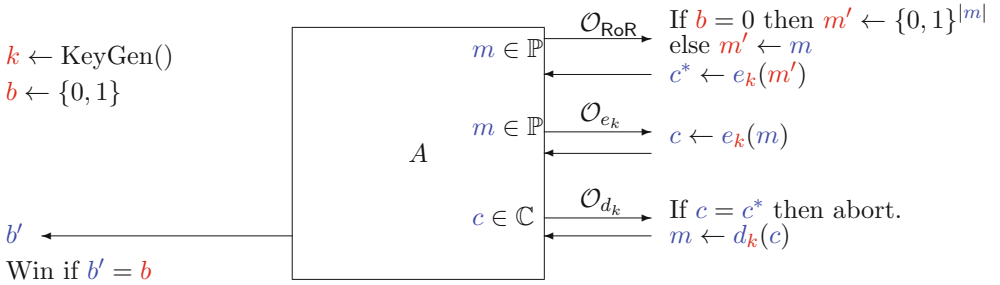 k ← KeyGen()
b ← {0, 1}
b′
Win if b′ = b
A
m ∈ ℙ
𝒪_RoR
If b = 0 then m′ ← {0, 1}^|m|
else m′ ← m
c* ← e_k(m′)
m ∈ ℙ
𝒪_{e_k}
c ← e_k(m)
c ∈ ℂ
𝒪_{d_k}
If c = c* then abort.
m ← d_k(c)